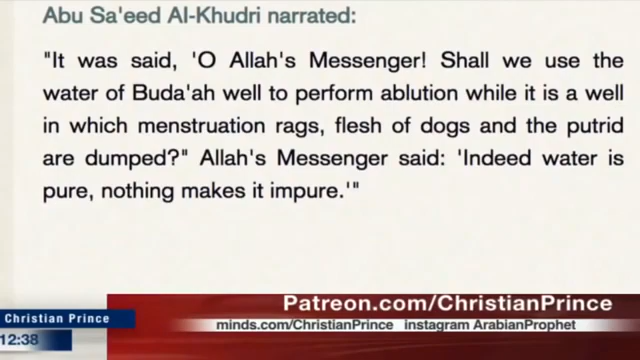 Abu Sa'eed Al-Khudri narrated:
"It was said, 'O Allah's Messenger! Shall we use the
water of Buda'ah well to perform ablution while it is a well
in which menstruation rags, flesh of dogs and the putrid
are dumped?" Allah's Messenger said: 'Indeed water is
pure, nothing makes it impure.'"
Patreon.com/ChristianPrince
Christian Prince
minds.com/ChristianPrince instagram ArabianProphet
12:38